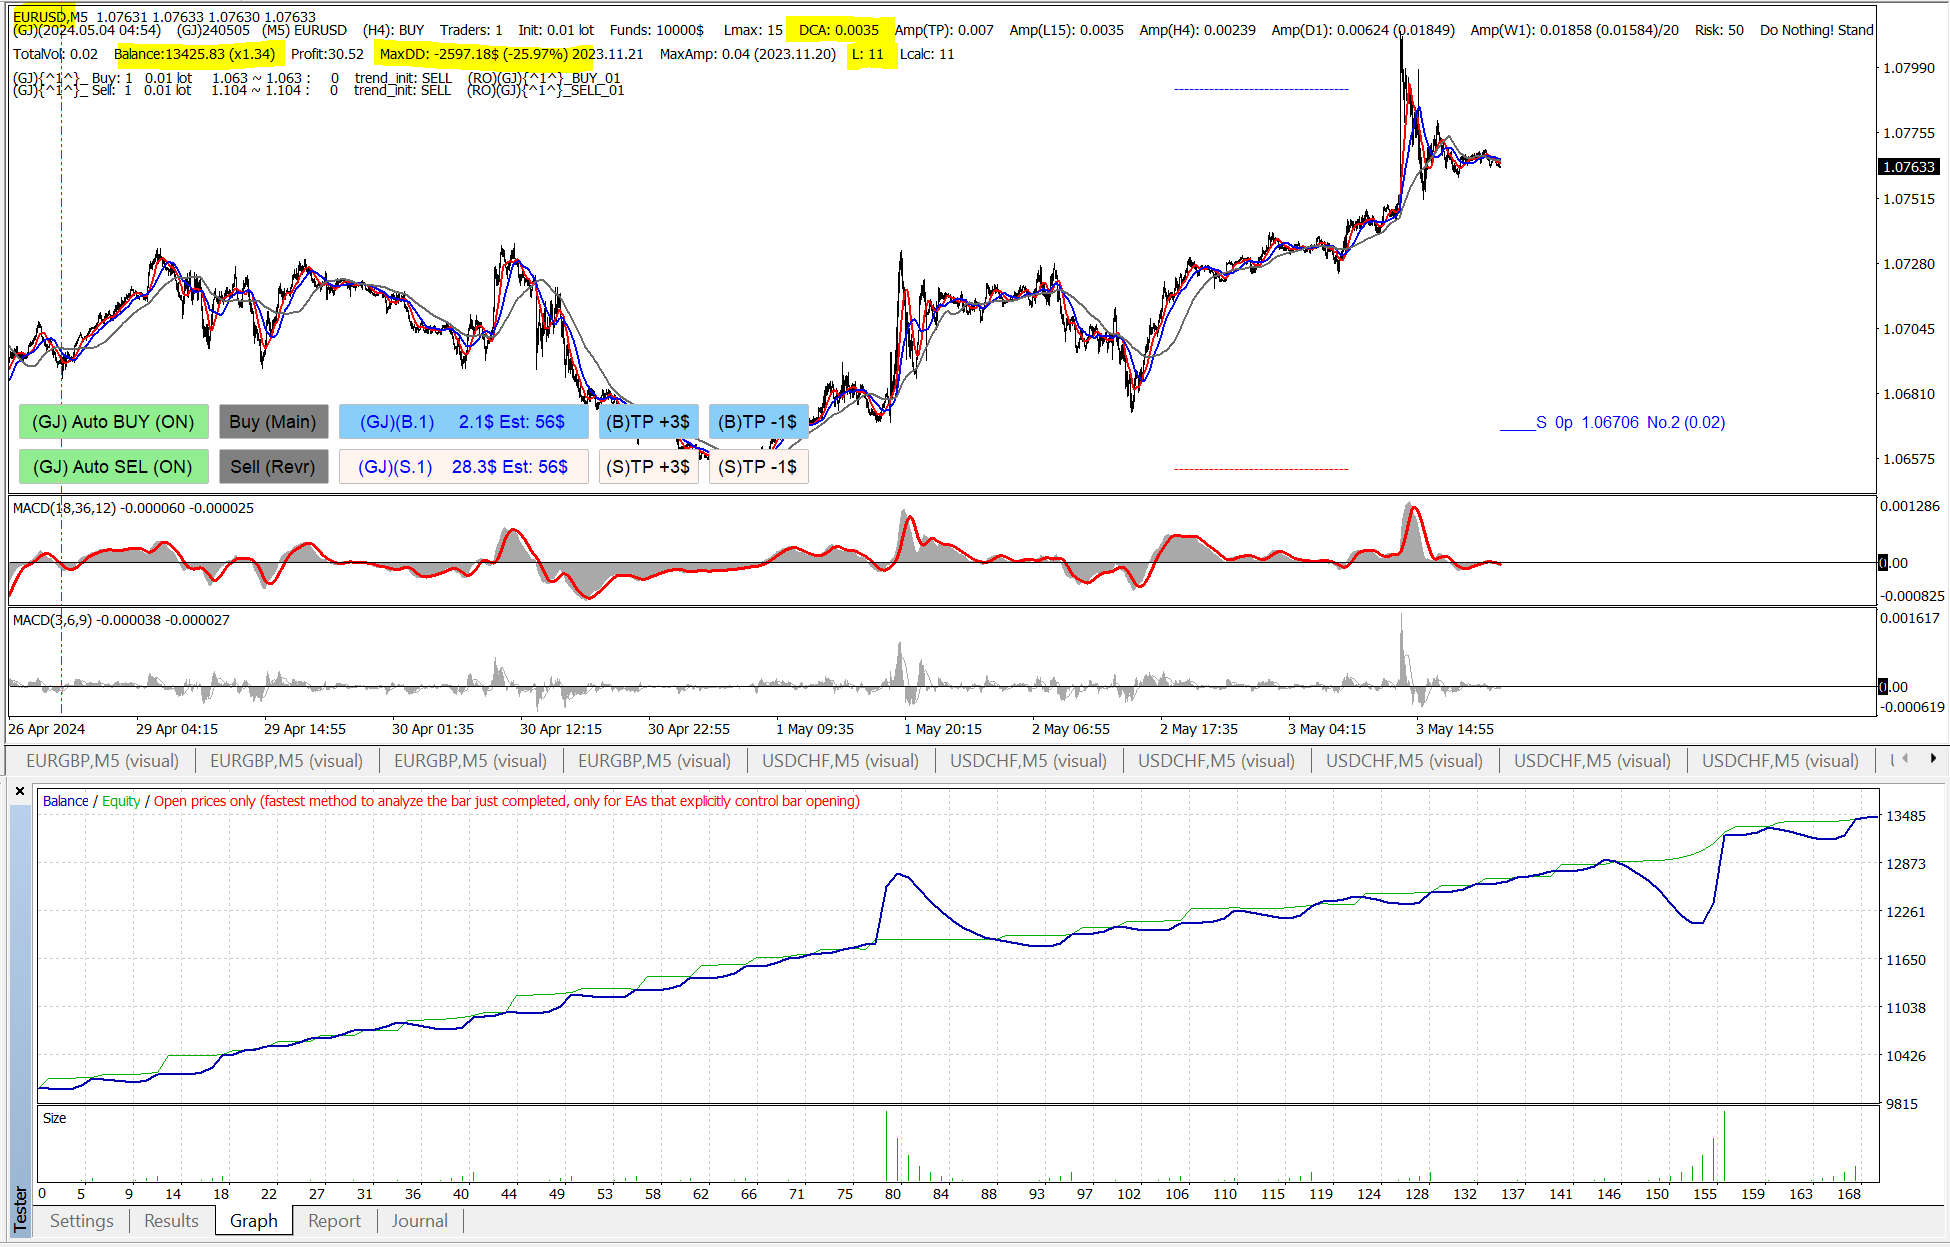 EURUSD,M5  1.07631 1.07633 1.07630 1.07633
(GJ)(2024.05.04 04:54)    (GJ)240505    (M5) EURUSD    (H4): BUY    Traders: 1    Init: 0.01 lot    Funds: 10000$    Lmax: 15    DCA: 0.0035    Amp(TP): 0.007    Amp(L15): 0.0035    Amp(H4): 0.00239    Amp(D1): 0.00624 (0.01849)    Amp(W1): 0.01858 (0.01584)/20    Risk: 50    Do Nothing! Stand
TotalVol: 0.02    Balance:13425.83 (x1.34)    Profit:30.52    MaxDD: -2597.18$ (-25.97%) 2023.11.21    MaxAmp: 0.04 (2023.11.20)    L: 11    Lcalc: 11
(GJ){^1^}_ Buy: 1   0.01 lot    1.063 ~ 1.063 :     0    trend_init: SELL    (RO)(GJ){^1^}_BUY_01
(GJ){^1^}_ Sell: 1   0.01 lot    1.104 ~ 1.104 :     0    trend_init: SELL    (RO)(GJ){^1^}_SELL_01
1.07990
1.07755
1.07633
1.07515
1.07280
1.07045
1.06810
1.06575
(GJ) Auto BUY (ON)    Buy (Main)    (GJ)(B.1)    2.1$ Est: 56$    (B)TP +3$    (B)TP -1$
____S  0p  1.06706  No.2 (0.02)
(GJ) Auto SEL (ON)    Sell (Revr)    (GJ)(S.1)    28.3$ Est: 56$    (S)TP +3$    (S)TP -1$
MACD(18,36,12) -0.000060 -0.000025
0.001286
0.00
-0.000825
MACD(3,6,9) -0.000038 -0.000027
0.001617
0.00
-0.000619
26 Apr 2024    29 Apr 04:15    29 Apr 14:55    30 Apr 01:35    30 Apr 12:15    30 Apr 22:55    1 May 09:35    1 May 20:15    2 May 06:55    2 May 17:35    3 May 04:15    3 May 14:55
EURGBP,M5 (visual)    EURGBP,M5 (visual)    EURGBP,M5 (visual)    EURGBP,M5 (visual)    USDCHF,M5 (visual)    USDCHF,M5 (visual)    USDCHF,M5 (visual)    USDCHF,M5 (visual)    USDCHF,M5 (visual)    USDCHF,M5 (visual)
Balance / Equity / Open prices only (fastest method to analyze the bar just completed, only for EAs that explicitly control bar opening)
13485
12873
12261
11650
11038
10426
9815
Size
0 5 9 14 18 22 27 31 36 40 44 49 53 58 62 66 71 75 80 84 88 93 97 102 106 110 115 119 124 128 132 137 141 146 150 155 159 163 168
Tester
Settings    Results    Graph    Report    Journal